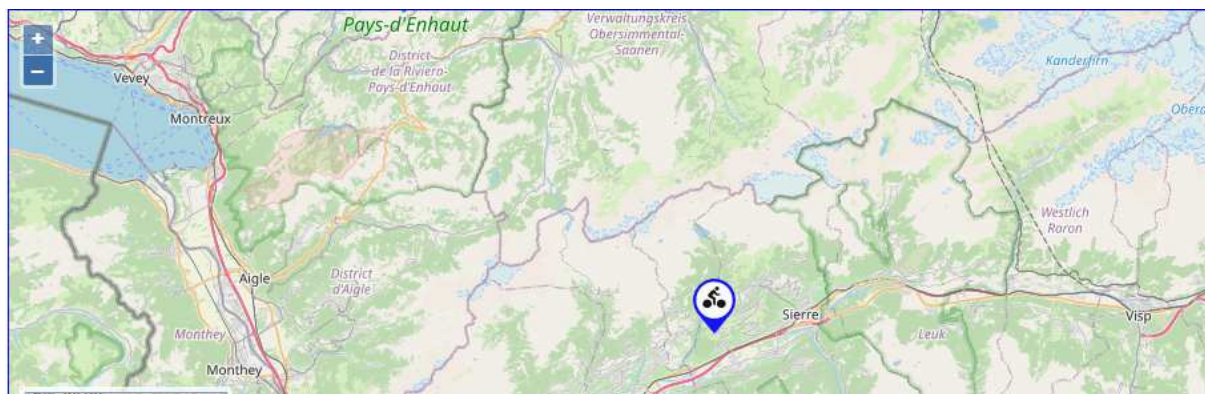 +
−
Pays-d'Enhaut
Verwaltungskreis
Obersimmental-
Saanen
District
de la Riviera-
Pays-d'Enhaut
Kanderfirn
Vevey
Montreux
Westlich
Raron
Aigle
District
d'Aigle
Sierre
Visp
Monthey
Leuk
Monthey